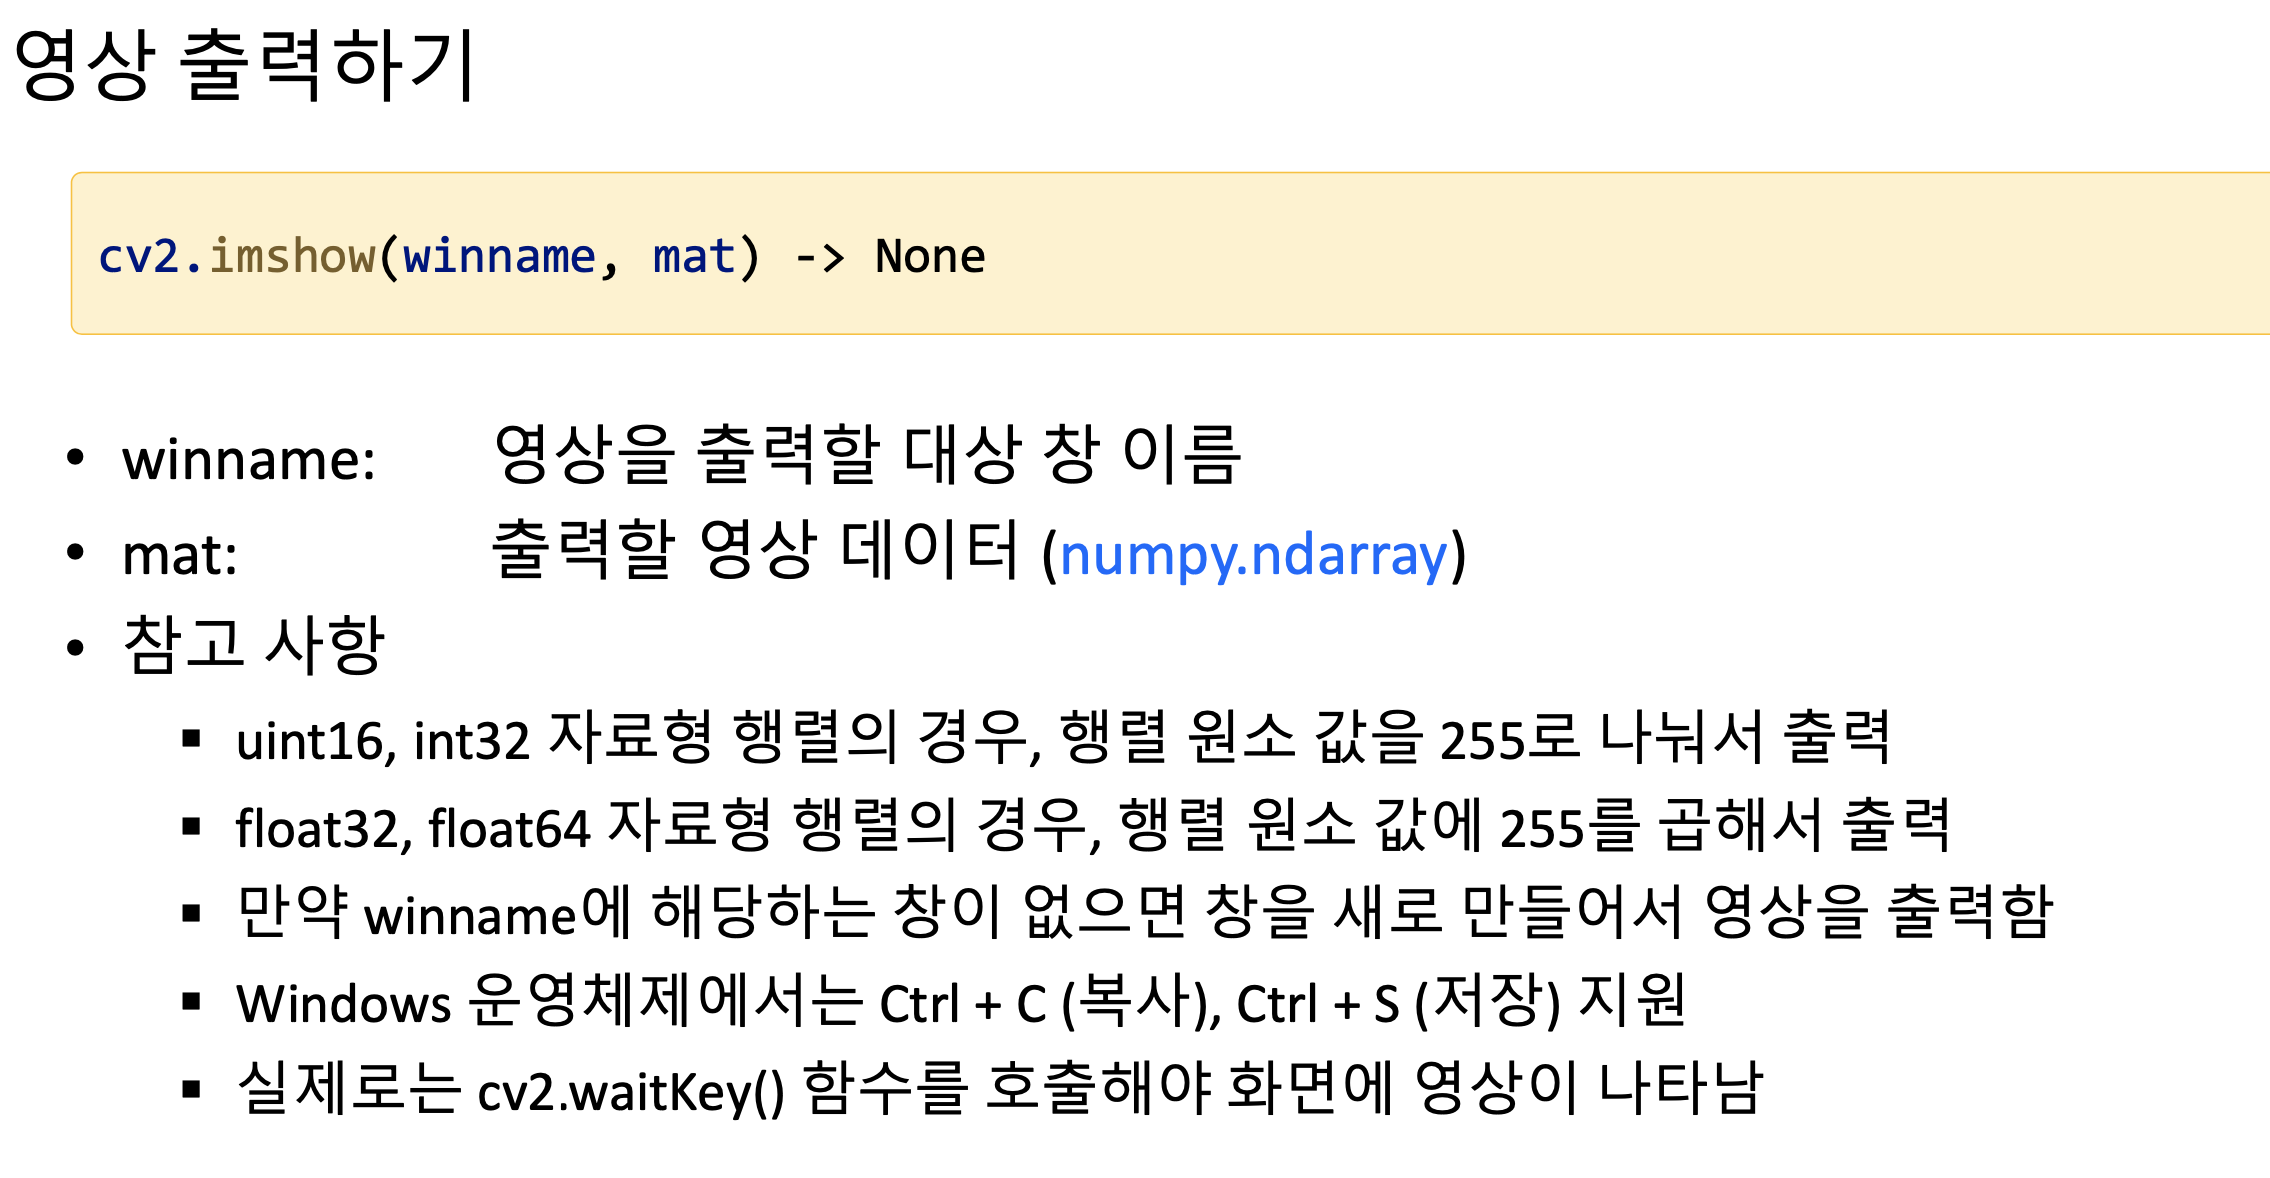 영상 출력하기
cv2.imshow(winname, mat) -> None
• winname: 영상을 출력할 대상 창 이름
• mat: 출력할 영상 데이터 (numpy.ndarray)
• 참고 사항
▪ uint16, int32 자료형 행렬의 경우, 행렬 원소 값을 255로 나눠서 출력
▪ float32, float64 자료형 행렬의 경우, 행렬 원소 값에 255를 곱해서 출력
▪ 만약 winname에 해당하는 창이 없으면 창을 새로 만들어서 영상을 출력함
▪ Windows 운영체제에서는 Ctrl + C (복사), Ctrl + S (저장) 지원
▪ 실제로는 cv2.waitKey() 함수를 호출해야 화면에 영상이 나타남